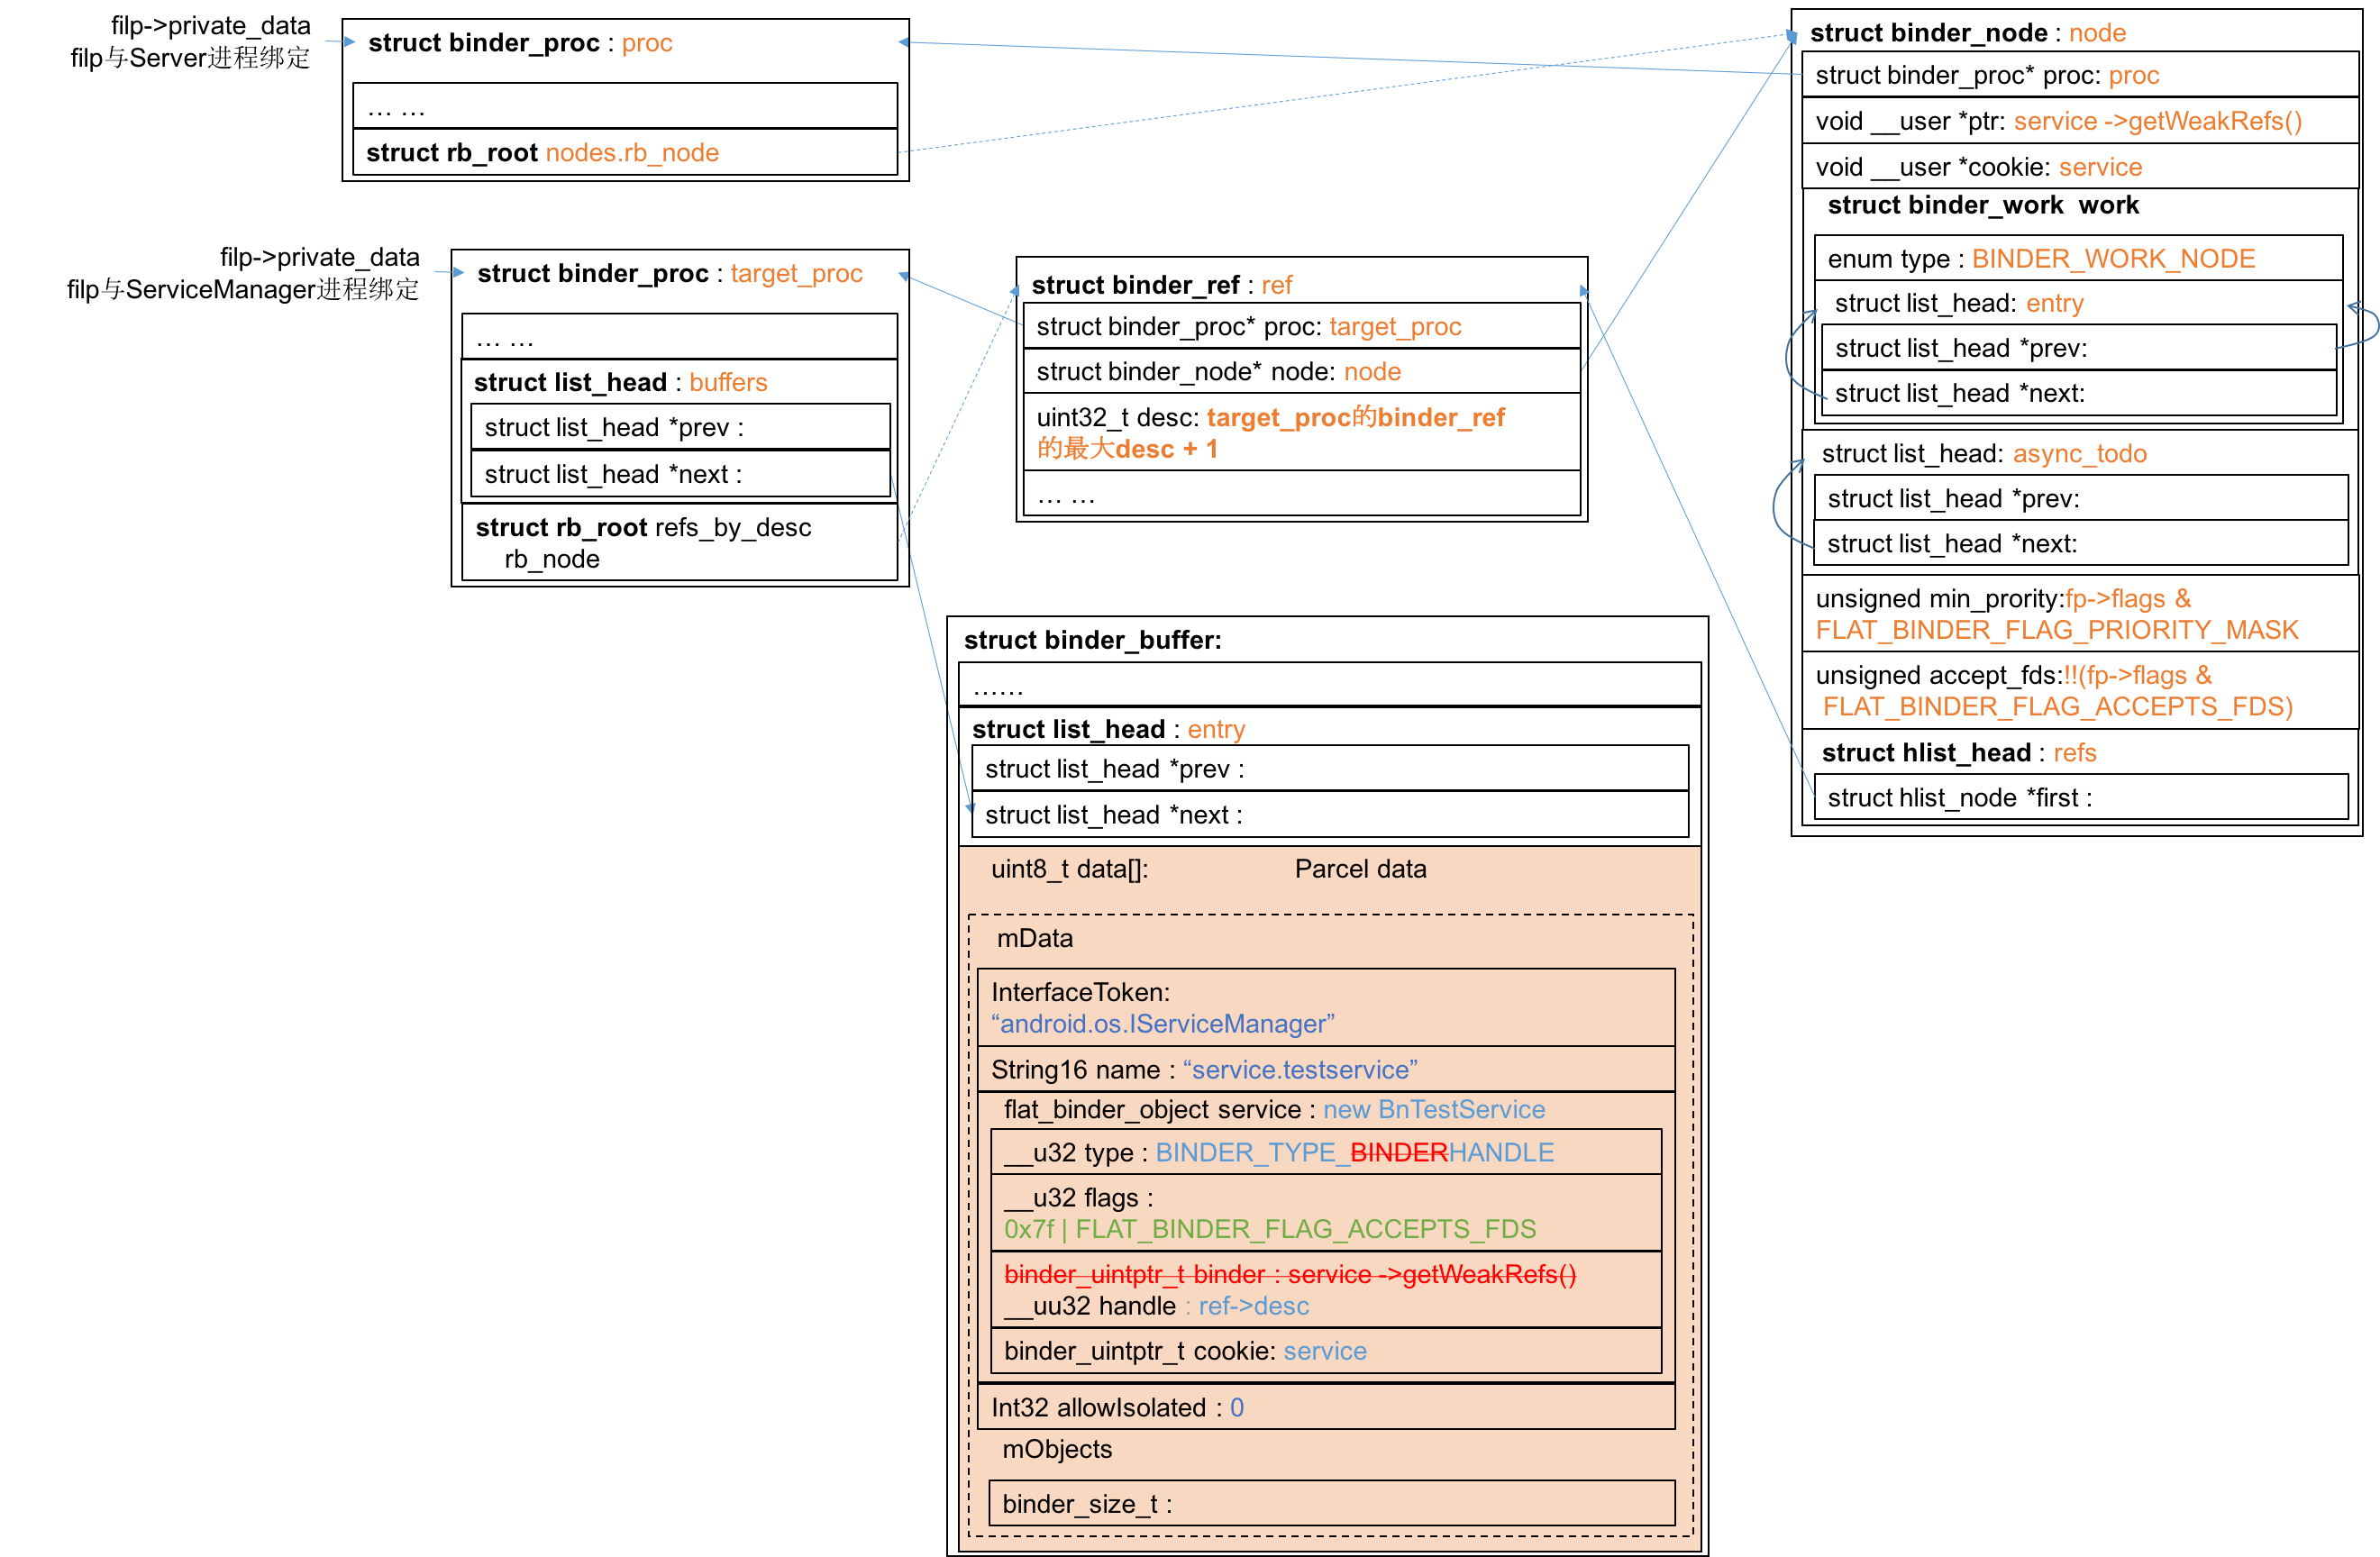 filp->private_data
filp与Server进程绑定
struct binder_proc : proc
… …
struct rb_root nodes.rb_node
filp->private_data
filp与ServiceManager进程绑定
struct binder_proc : target_proc
… …
struct list_head : buffers
struct list_head *prev :
struct list_head *next :
struct rb_root refs_by_desc
rb_node
struct binder_ref : ref
struct binder_proc* proc: target_proc
struct binder_node* node: node
uint32_t desc: target_proc的binder_ref
的最大desc + 1
… …
struct binder_node : node
struct binder_proc* proc: proc
void __user *ptr: service ->getWeakRefs()
void __user *cookie: service
struct binder_work work
enum type : BINDER_WORK_NODE
struct list_head: entry
struct list_head *prev:
struct list_head *next:
struct list_head: async_todo
struct list_head *prev:
struct list_head *next:
unsigned min_prority:fp->flags &
FLAT_BINDER_FLAG_PRIORITY_MASK
unsigned accept_fds:!!(fp->flags &
FLAT_BINDER_FLAG_ACCEPTS_FDS)
struct hlist_head : refs
struct hlist_node *first :
struct binder_buffer:
……
struct list_head : entry
struct list_head *prev :
struct list_head *next :
uint8_t data[]: Parcel data
mData
InterfaceToken:
“android.os.IServiceManager”
String16 name : “service.testservice”
flat_binder_object service : new BnTestService
__u32 type : BINDER_TYPE_BINDERHANDLE
__u32 flags :
0x7f | FLAT_BINDER_FLAG_ACCEPTS_FDS
binder_uintptr_t binder : service ->getWeakRefs()
__uu32 handle : ref->desc
binder_uintptr_t cookie: service
Int32 allowIsolated : 0
mObjects
binder_size_t :